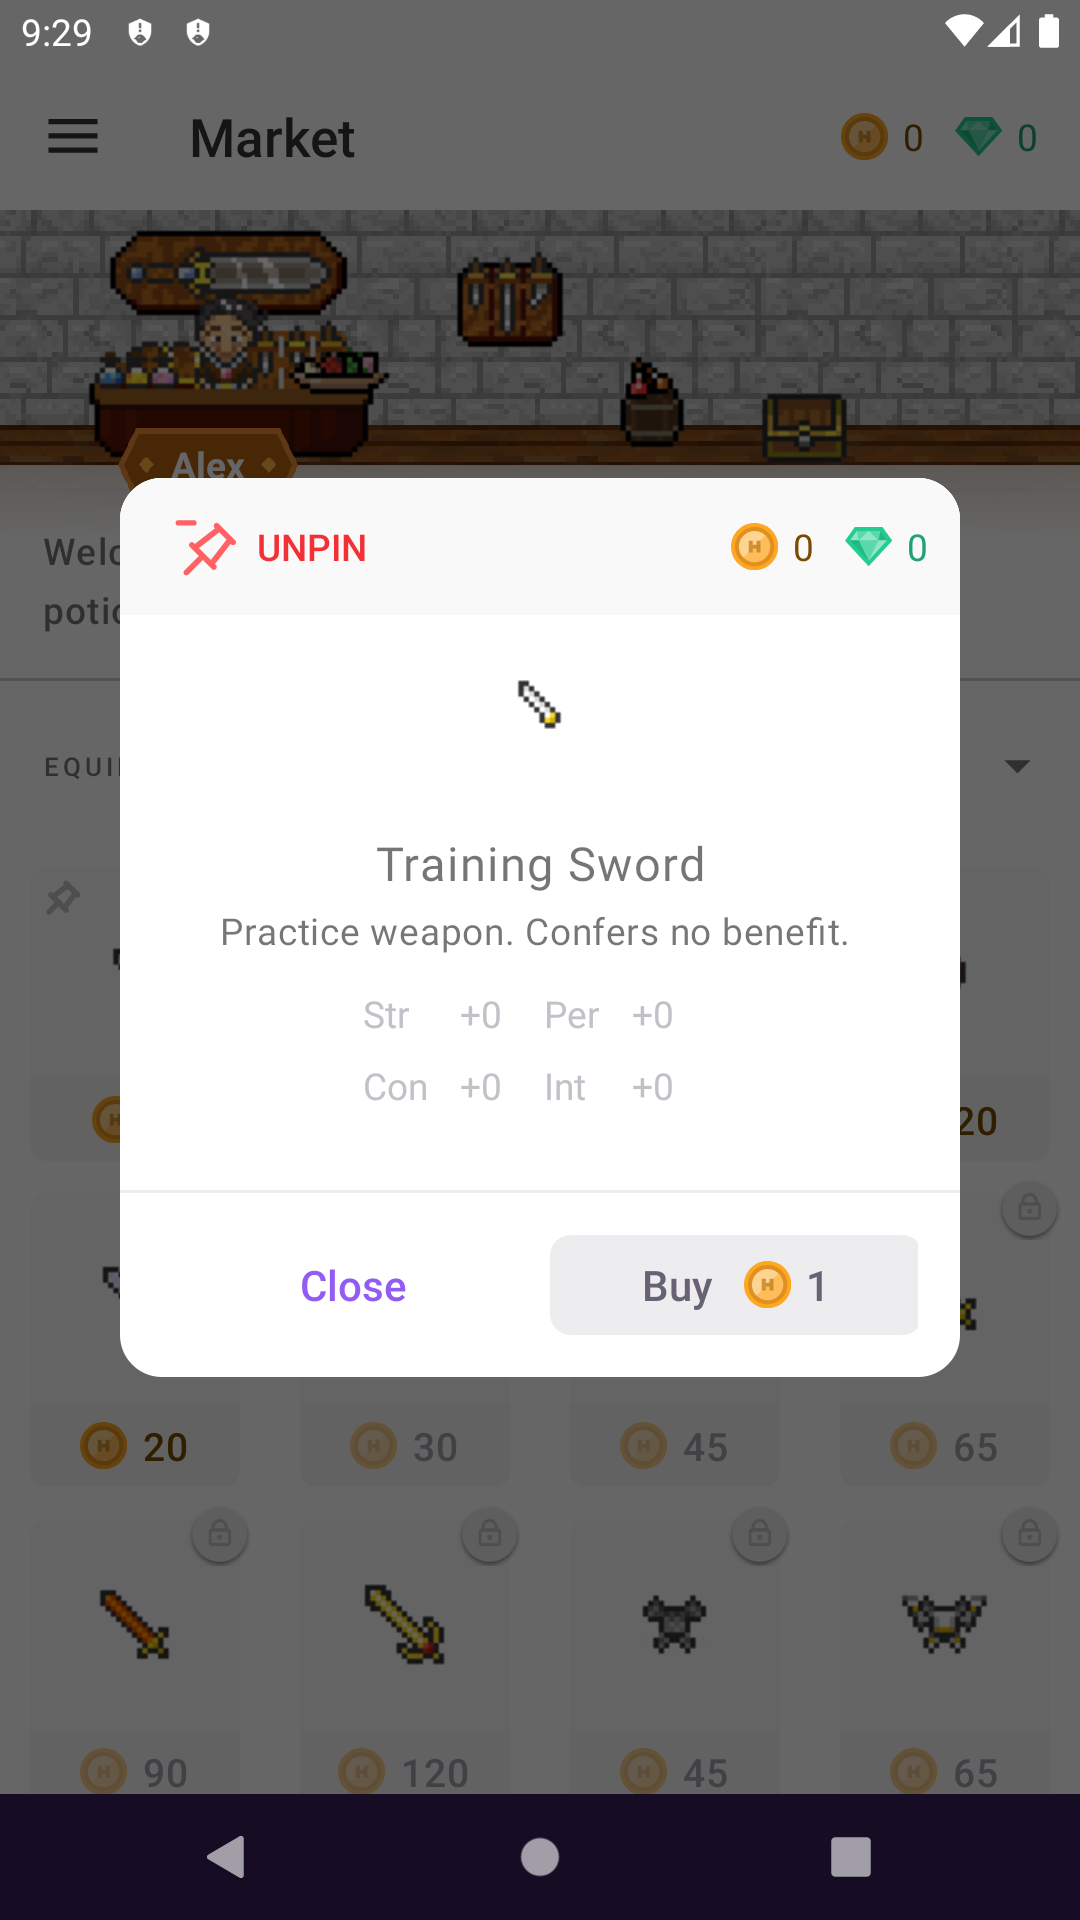 9:29
Market
0
0
Alex
Welc
potic
UNPIN
0
0
EQUI
Training Sword
Practice weapon. Confers no benefit.
Str +0 Per +0
Con +0 Int +0
20
Close
Buy 1
20
30
45
65
90
120
45
65